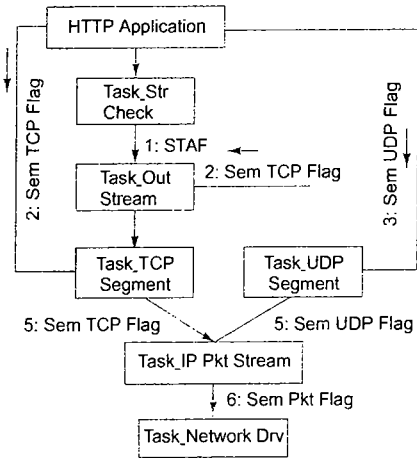 HTTP Application
Task_Str
Check
1: STAF
2: Sem TCP Flag
2: Sem TCP Flag
3: Sem UDP Flag
Task_Out
Stream
Task_TCP
Segment
Task_UDP
Segment
5: Sem TCP Flag
5: Sem UDP Flag
Task_IP Pkt Stream
6: Sem Pkt Flag
Task_Network Drv